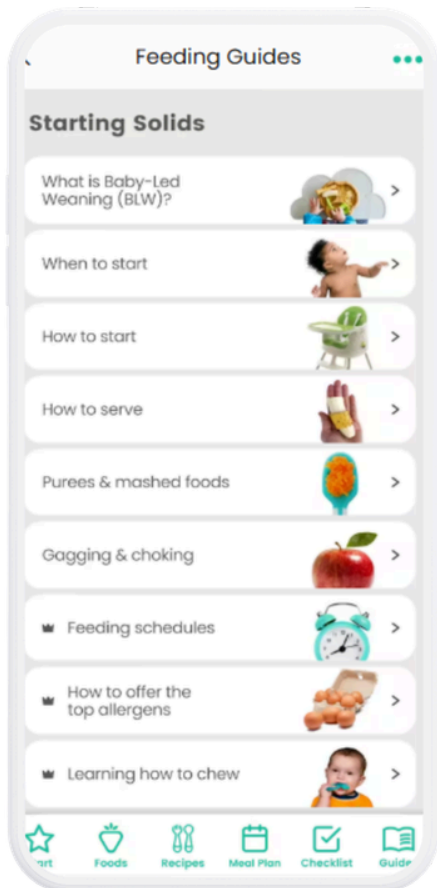 Feeding Guides
Starting Solids
What is Baby-Led
Weaning (BLW)?
When to start
How to start
How to serve
Purees & mashed foods
Gagging & choking
Feeding schedules
How to offer the
top allergens
Learning how to chew
Foods
Recipes
Meal Plan
Checklist